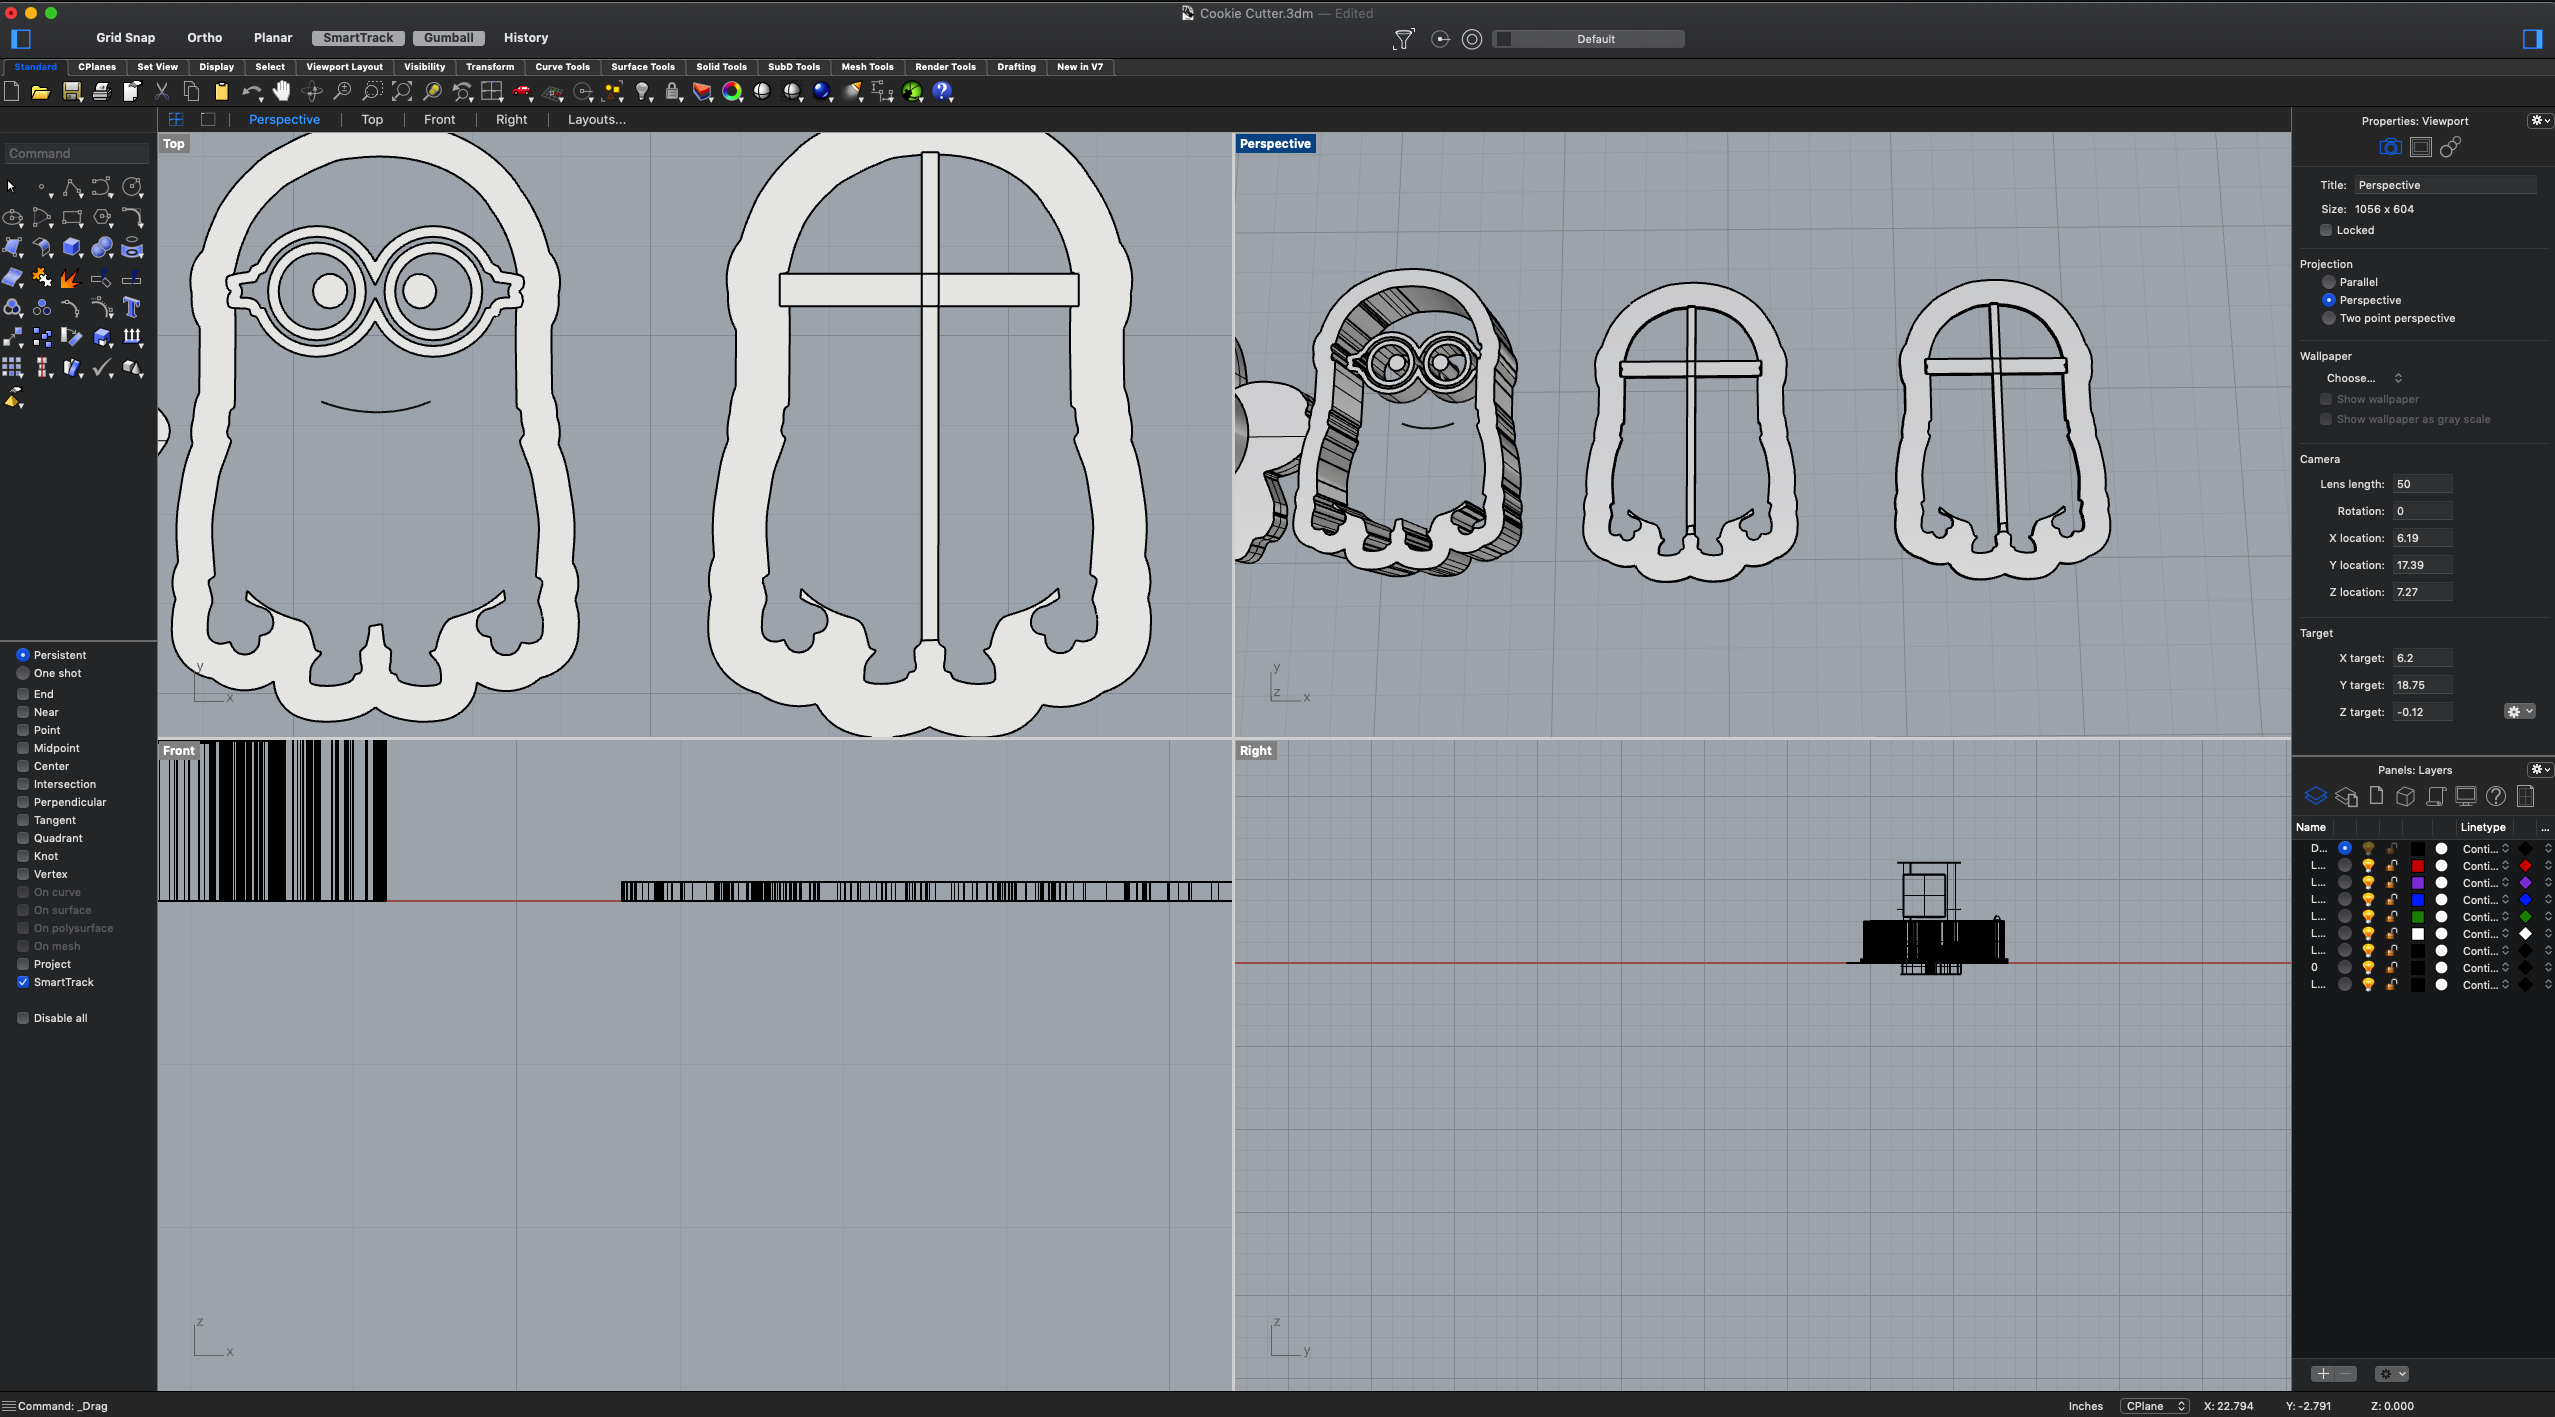 Cookie Cutter.3dm — Edited
Grid Snap Ortho Planar SmartTrack Gumball History Default
Standard CPlanes Set View Display Select Viewport Layout Visibility Transform Curve Tools Surface Tools Solid Tools SubD Tools Mesh Tools Render Tools Drafting New in V7
Perspective Top Front Right Layouts...
Command
Top
Perspective
Front
Right
y
x
y
z
x
z
x
z
y
Persistent
One shot
End
Near
Point
Midpoint
Center
Intersection
Perpendicular
Tangent
Quadrant
Knot
Vertex
On curve
On surface
On polysurface
On mesh
Project
SmartTrack
Disable all
Properties: Viewport
Title: Perspective
Size: 1056 x 604
Locked
Projection
Parallel
Perspective
Two point perspective
Wallpaper
Choose...
Show wallpaper
Show wallpaper as gray scale
Camera
Lens length: 50
Rotation: 0
X location: 6.19
Y location: 17.39
Z location: 7.27
Target
X target: 6.2
Y target: 18.75
Z target: -0.12
Panels: Layers
Name Linetype ...
D... Conti...
L... Conti...
L... Conti...
L... Conti...
L... Conti...
L... Conti...
L... Conti...
0 Conti...
L... Conti...
Command: _Drag
Inches CPlane X: 22.794 Y: -2.791 Z: 0.000